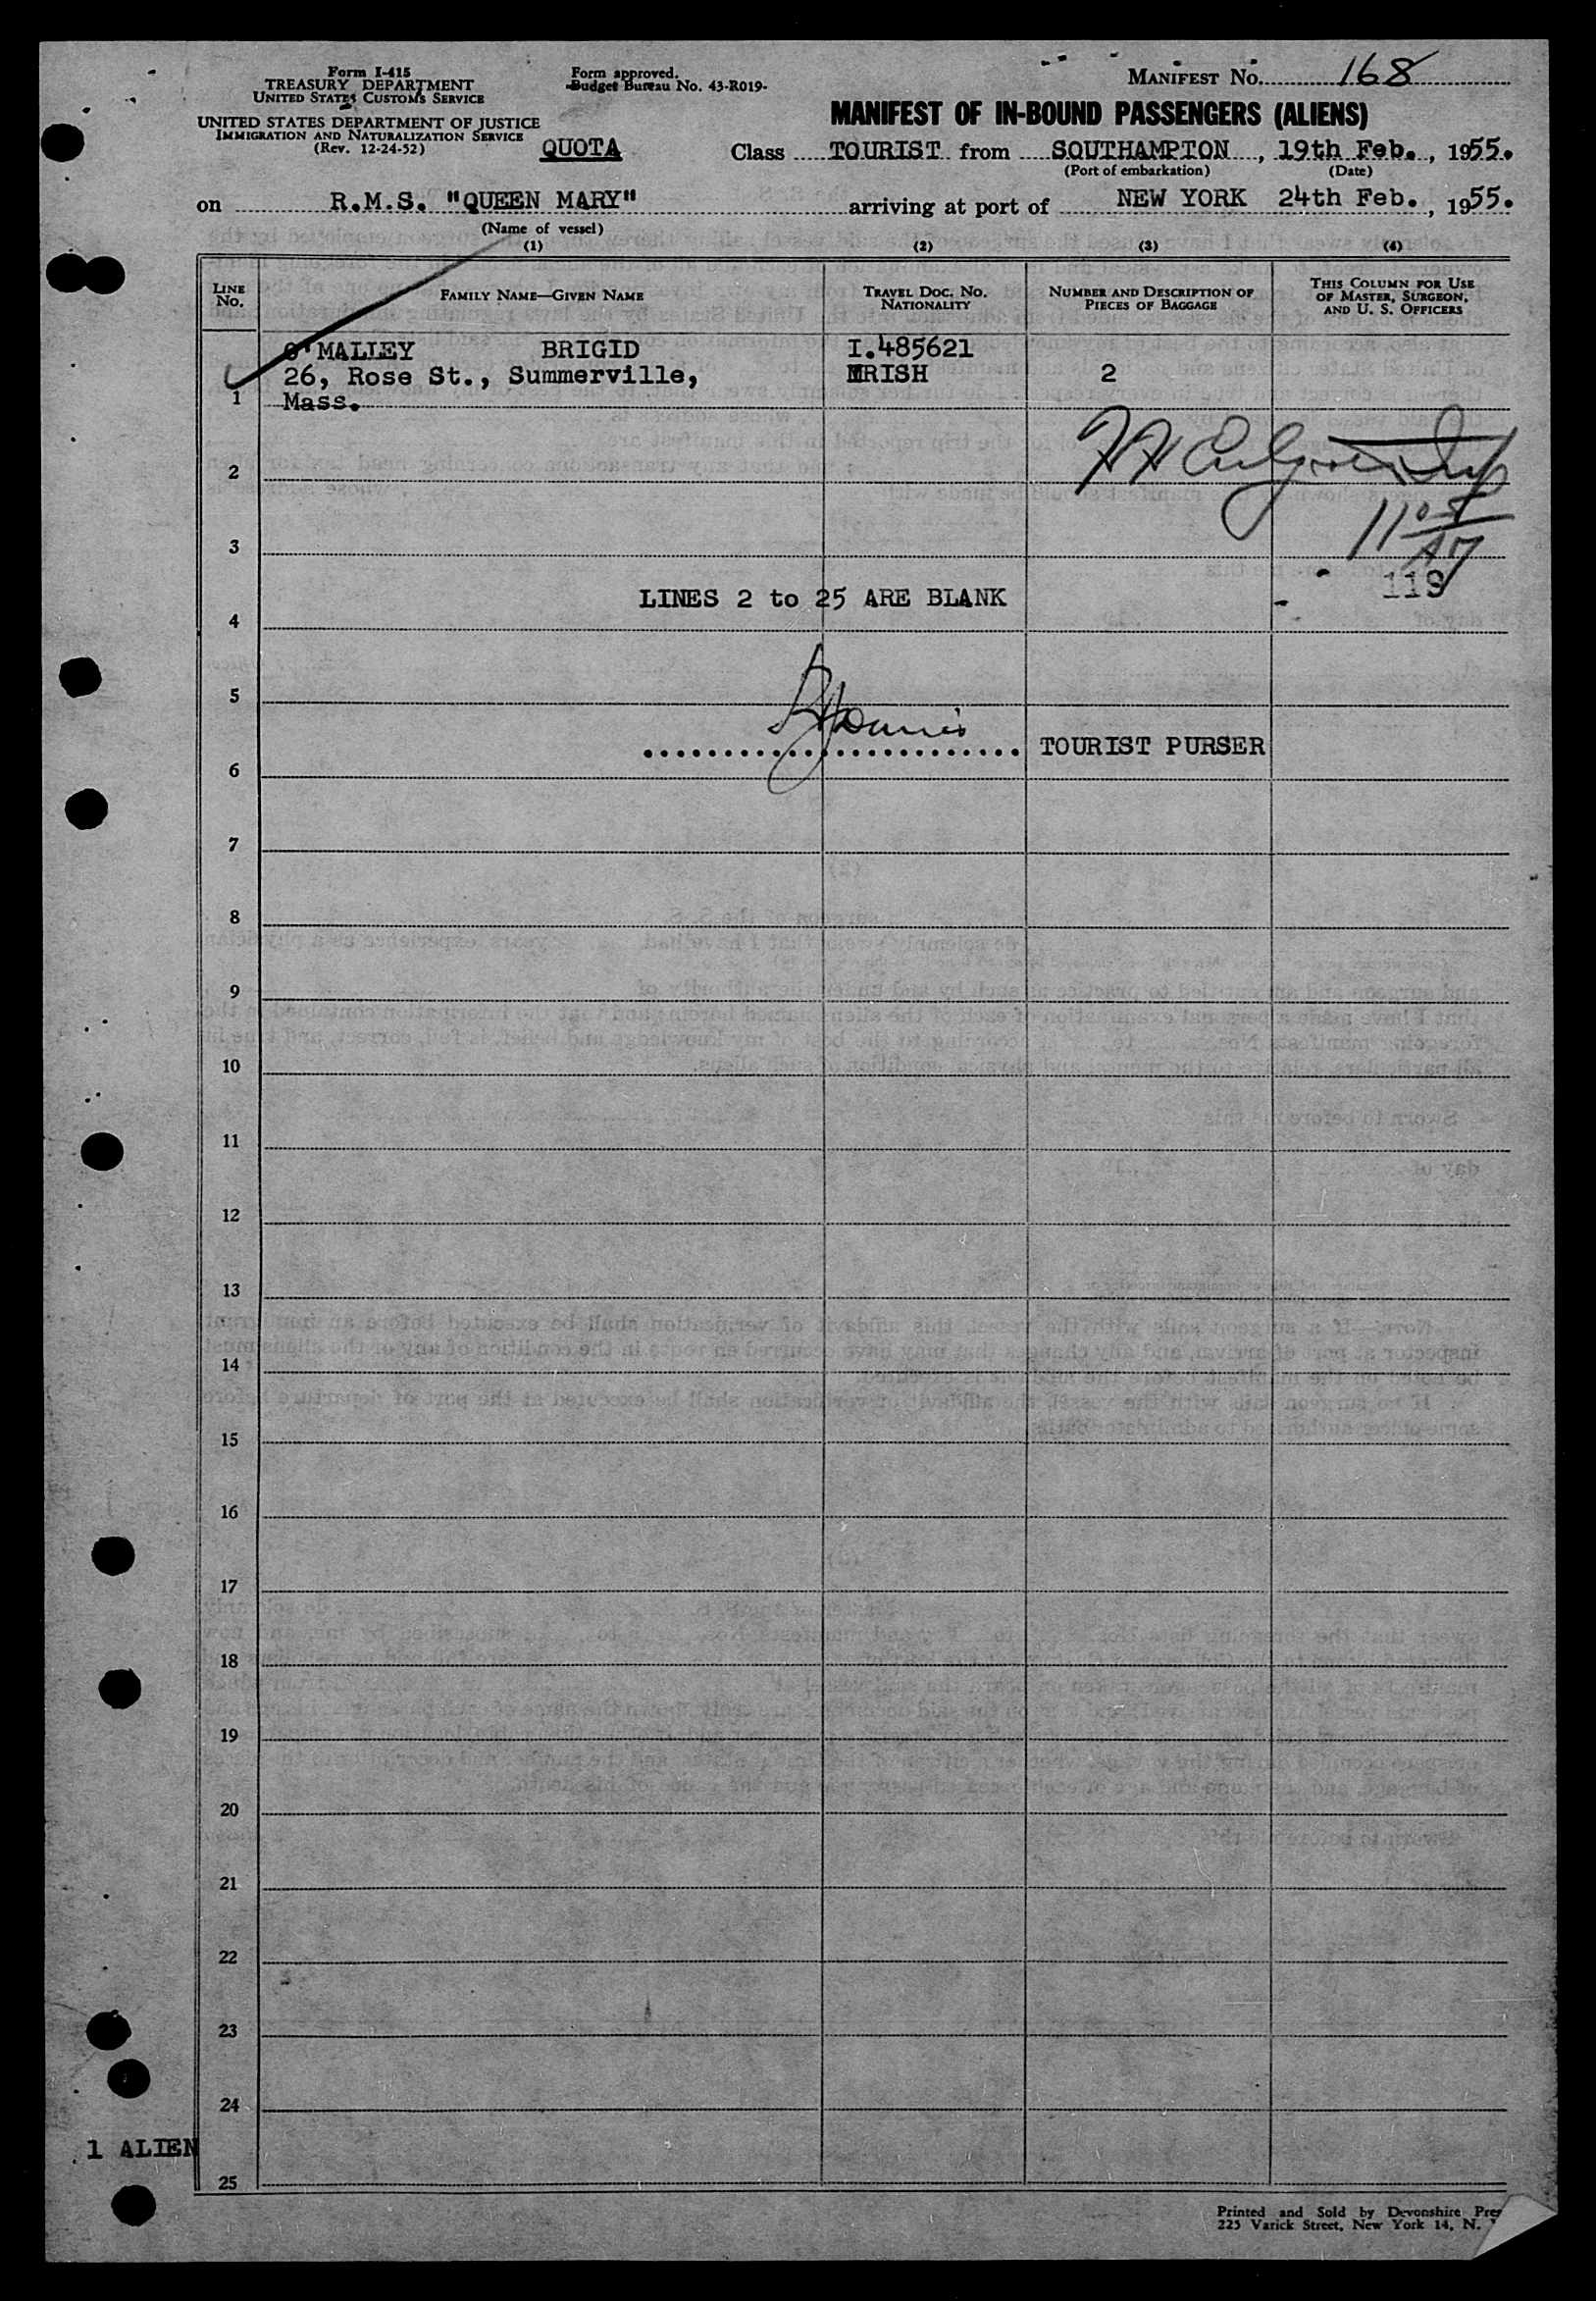 Form I-415
TREASURY DEPARTMENT
UNITED STATES CUSTOMS SERVICE
UNITED STATES DEPARTMENT OF JUSTICE
IMMIGRATION AND NATURALIZATION SERVICE
(Rev. 12-24-52)
Form approved.
Budget Bureau No. 43-R019-
MANIFEST NO. 168
MANIFEST OF IN-BOUND PASSENGERS (ALIENS)
QUOTA Class TOURIST from SOUTHAMPTON, 19th Feb., 1955.
(Port of embarkation) (Date)
on R.M.S. "QUEEN MARY" arriving at port of NEW YORK 24th Feb., 1955.
(Name of vessel)
(1) (2) (3) (4)
LINE NO. FAMILY NAME—GIVEN NAME TRAVEL DOC. NO. NATIONALITY NUMBER AND DESCRIPTION OF PIECES OF BAGGAGE THIS COLUMN FOR USE OF MASTER, SURGEON, AND U. S. OFFICERS
O'MALLEY BRIGID I.485621
26, Rose St., Summerville, IRISH 2
1 Mass.
2
3
119
LINES 2 to 25 ARE BLANK
4
5
TOURIST PURSER
6
7
8
9
10
11
12
13
14
15
16
17
18
19
20
21
22
23
24
1 ALIEN
25
Printed and Sold by Devonshire
225 Varick Street, New York 14, N.